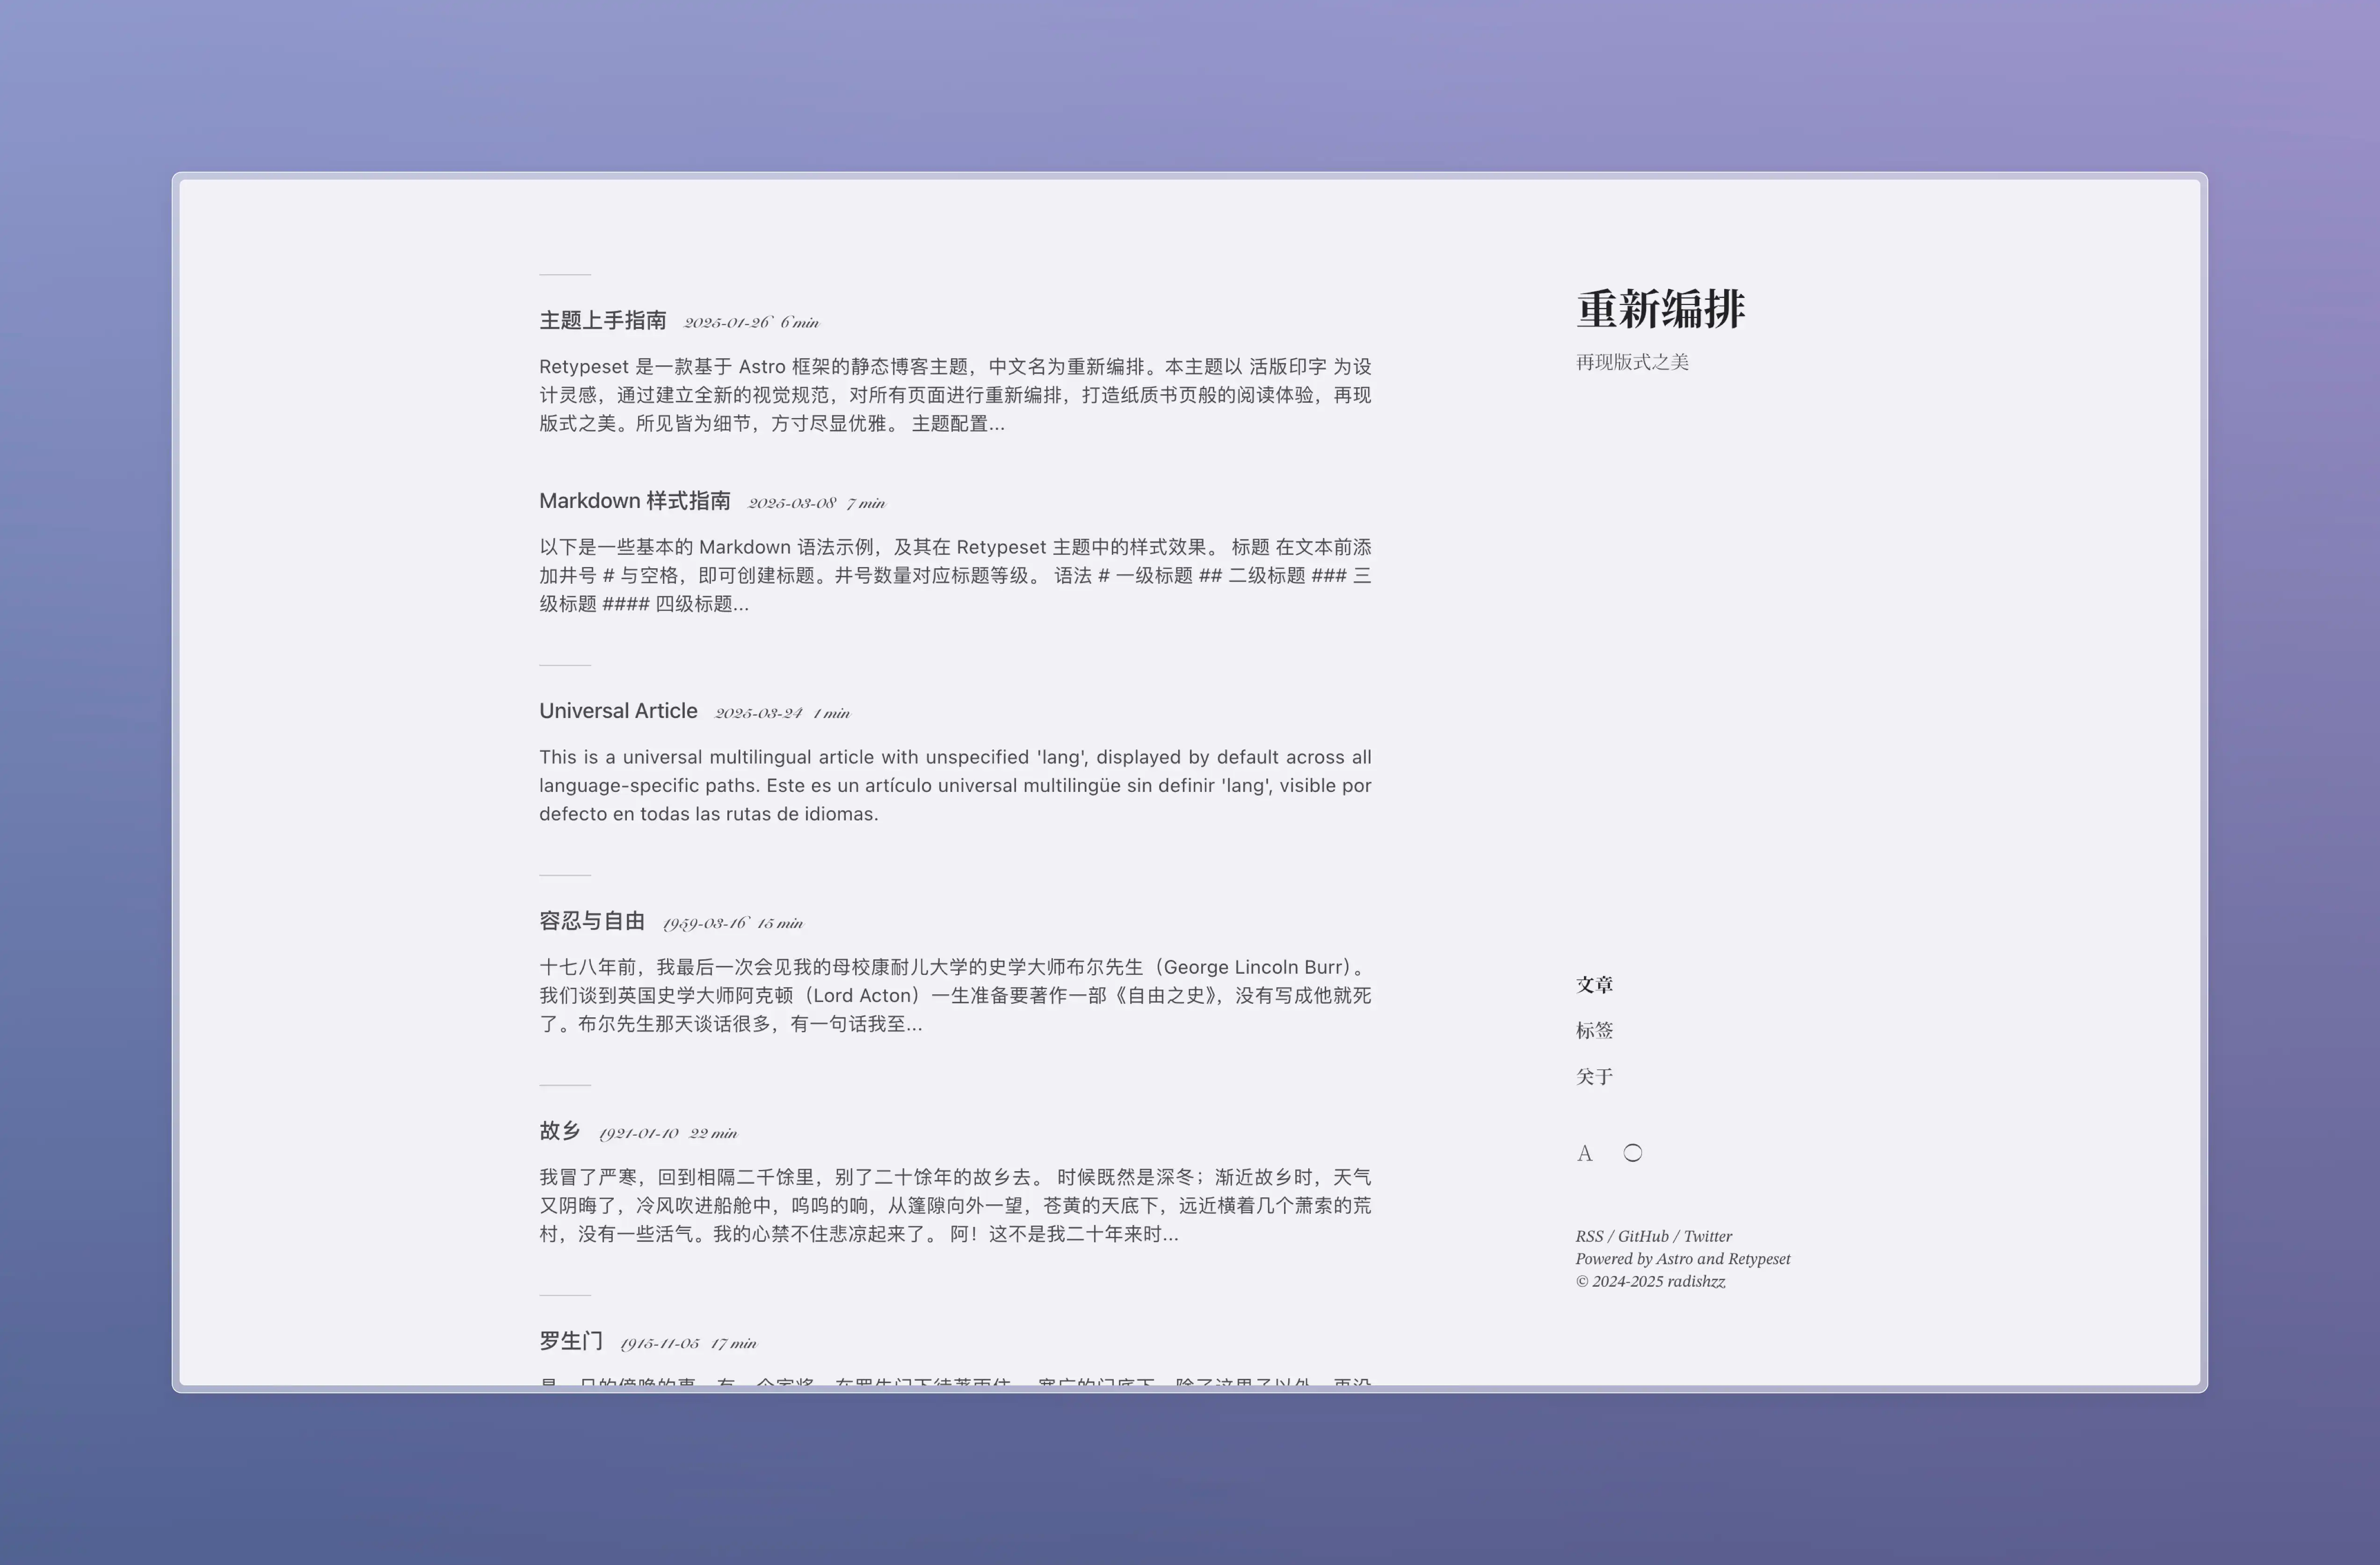 主题上手指南 2025-01-26 6 min
Retypeset 是一款基于 Astro 框架的静态博客主题，中文名为重新编排。本主题以 活版印字 为设
计灵感，通过建立全新的视觉规范，对所有页面进行重新编排，打造纸质书页般的阅读体验，再现
版式之美。所见皆为细节，方寸尽显优雅。 主题配置...
Markdown 样式指南 2025-03-08 7 min
以下是一些基本的 Markdown 语法示例，及其在 Retypeset 主题中的样式效果。 标题 在文本前添
加井号 # 与空格，即可创建标题。井号数量对应标题等级。 语法 # 一级标题 ## 二级标题 ### 三
级标题 #### 四级标题...
Universal Article 2025-03-24 1 min
This is a universal multilingual article with unspecified 'lang', displayed by default across all
language-specific paths. Este es un artículo universal multilingüe sin definir 'lang', visible por
defecto en todas las rutas de idiomas.
容忍与自由 1959-03-16 15 min
十七八年前，我最后一次会见我的母校康耐儿大学的史学大师布尔先生（George Lincoln Burr）。
我们谈到英国史学大师阿克顿（Lord Acton）一生准备要著作一部《自由之史》，没有写成他就死
了。布尔先生那天谈话很多，有一句话我至...
故乡 1921-01-10 22 min
我冒了严寒，回到相隔二千馀里，别了二十馀年的故乡去。 时候既然是深冬；渐近故乡时，天气
又阴晦了，冷风吹进船舱中，呜呜的响，从篷隙向外一望，苍黄的天底下，远近横着几个萧索的荒
村，没有一些活气。我的心禁不住悲凉起来了。 阿！这不是我二十年来时...
罗生门 1915-11-05 17 min
重新编排
再现版式之美
文章
标签
关于
A
RSS / GitHub / Twitter
Powered by Astro and Retypeset
© 2024-2025 radishzz